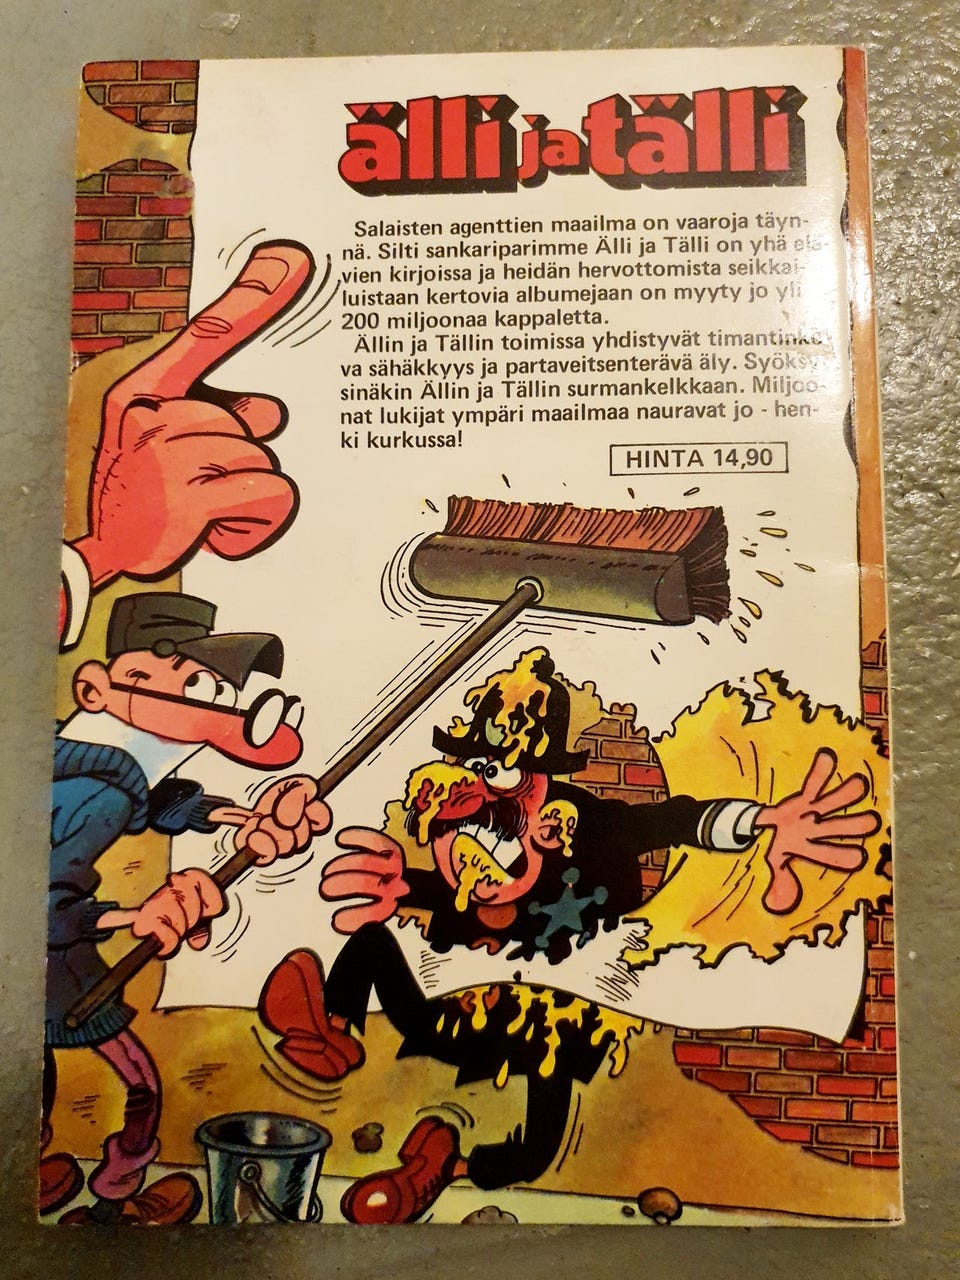 älli ja tälli
Salaisten agenttien maailma on vaaroja täyn-
nä. Silti sankariparimme Älli ja Tälli on yhä elä-
vien kirjoissa ja heidän hervottomista seikkai-
luistaan kertovia albumejaan on myyty jo yli
200 miljoonaa kappaletta.
Ällin ja Tällin toimissa yhdistyvät timantinko-
va sähäkkyys ja partaveitsenterävä äly. Syöksy
sinäkin Ällin ja Tällin surmankelkkaan. Miljoo-
nat lukijat ympäri maailmaa nauravat jo - hen-
ki kurkussa!
HINTA 14,90